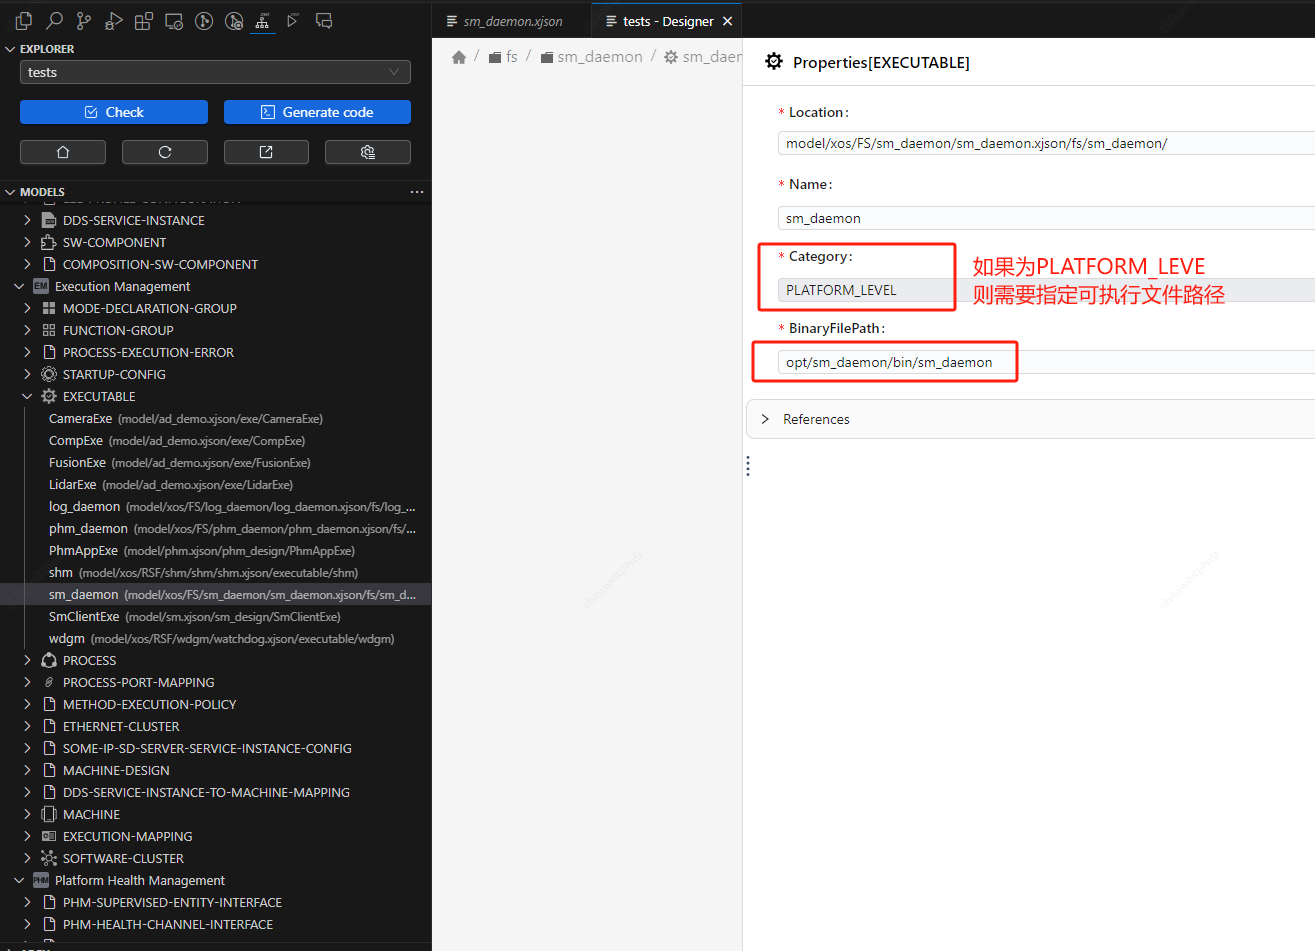 EXPLORER
tests
Check
Generate code
MODELS
DDS-SERVICE-INSTANCE
SW-COMPONENT
COMPOSITION-SW-COMPONENT
EM Execution Management
MODE-DECLARATION-GROUP
FUNCTION-GROUP
PROCESS-EXECUTION-ERROR
STARTUP-CONFIG
EXECUTABLE
CameraExe (model/ad_demo.xjson/exe/CameraExe)
CompExe (model/ad_demo.xjson/exe/CompExe)
FusionExe (model/ad_demo.xjson/exe/FusionExe)
LidarExe (model/ad_demo.xjson/exe/LidarExe)
log_daemon (model/xos/FS/log_daemon/log_daemon.xjson/fs/log_...
phm_daemon (model/xos/FS/phm_daemon/phm_daemon.xjson/fs/...
PhmAppExe (model/phm.xjson/phm_design/PhmAppExe)
shm (model/xos/RSF/shm/shm/shm.xjson/executable/shm)
sm_daemon (model/xos/FS/sm_daemon/sm_daemon.xjson/fs/sm_d...
SmClientExe (model/sm.xjson/sm_design/SmClientExe)
wdgm (model/xos/RSF/wdgm/watchdog.xjson/executable/wdgm)
PROCESS
PROCESS-PORT-MAPPING
METHOD-EXECUTION-POLICY
ETHERNET-CLUSTER
SOME-IP-SD-SERVER-SERVICE-INSTANCE-CONFIG
MACHINE-DESIGN
DDS-SERVICE-INSTANCE-TO-MACHINE-MAPPING
MACHINE
EXECUTION-MAPPING
SOFTWARE-CLUSTER
PHM Platform Health Management
PHM-SUPERVISED-ENTITY-INTERFACE
PHM-HEALTH-CHANNEL-INTERFACE
sm_daemon.xjson
tests - Designer
/ fs / sm_daemon / sm_daer
Properties[EXECUTABLE]
* Location:
model/xos/FS/sm_daemon/sm_daemon.xjson/fs/sm_daemon/
* Name:
sm_daemon
* Category:
PLATFORM_LEVEL
如果为PLATFORM_LEVE
则需要指定可执行文件路径
* BinaryFilePath:
opt/sm_daemon/bin/sm_daemon
References